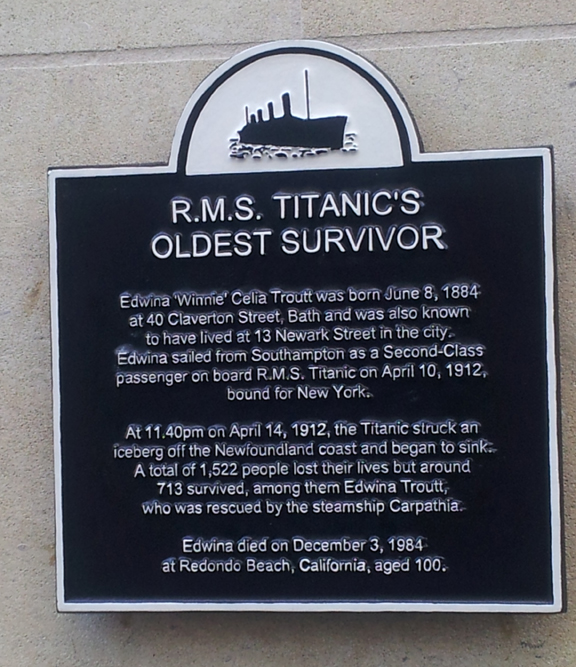 R.M.S. TITANIC'S
OLDEST SURVIVOR
Edwina 'Winnie' Celia Troutt was born June 8, 1884
at 40 Claverton Street, Bath and was also known
to have lived at 13 Newark Street in the city.
Edwina sailed from Southampton as a Second-Class
passenger on board R.M.S. Titanic on April 10, 1912,
bound for New York.
At 11.40pm on April 14, 1912, the Titanic struck an
iceberg off the Newfoundland coast and began to sink.
A total of 1,522 people lost their lives but around
713 survived, among them Edwina Troutt,
who was rescued by the steamship Carpathia.
Edwina died on December 3, 1984
at Redondo Beach, California, aged 100.